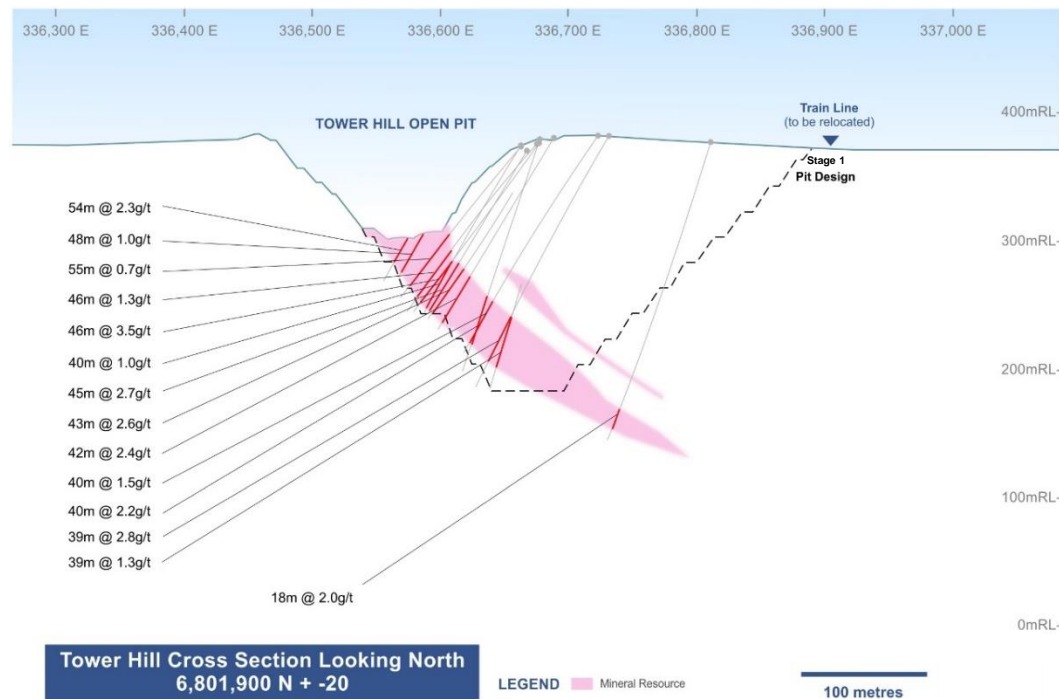 336,300 E
336,400 E
336,500 E
336,600 E
336,700 E
336,800 E
336,900 E
337,000 E
400mRL
TOWER HILL OPEN PIT
Train Line
(to be relocated)
Stage 1
Pit Design
54m @ 2.3g/t
48m @ 1.0g/t
300mRL
55m @ 0.7g/t
46m @ 1.3g/t
46m @ 3.5g/t
40m @ 1.0g/t
200mRL
45m @ 2.7g/t
43m @ 2.6g/t
42m @ 2.4g/t
40m @ 1.5g/t
100mRL
40m @ 2.2g/t
39m @ 2.8g/t
39m @ 1.3g/t
18m @ 2.0g/t
0mRL
Tower Hill Cross Section Looking North
6,801,900 N + -20
LEGEND Mineral Resource
100 metres